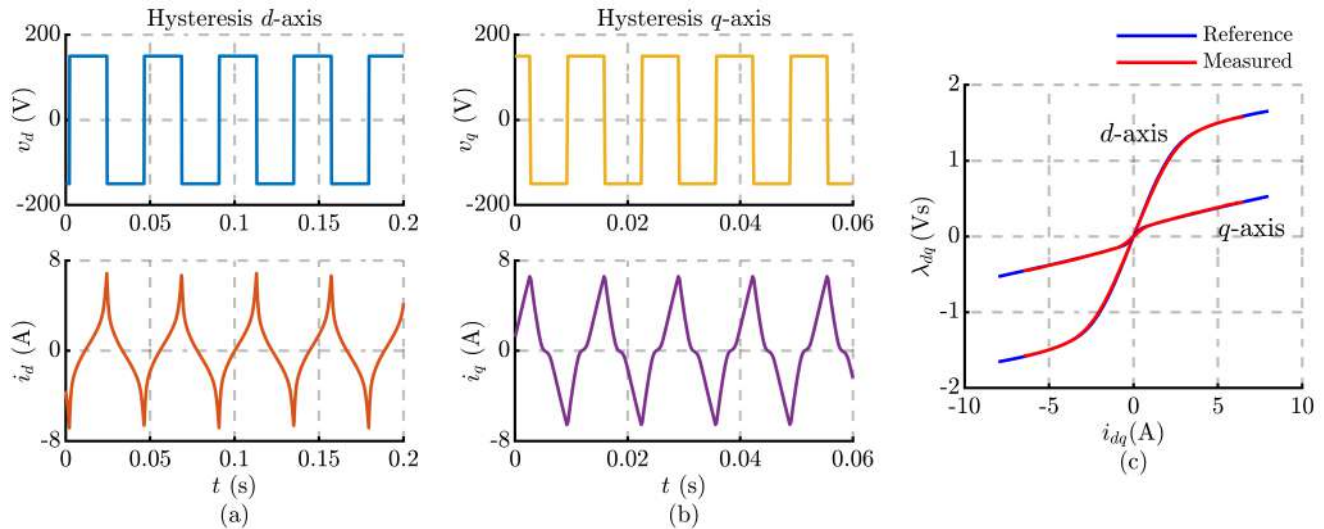 Hysteresis d-axis
200
0
-200
v_d (V)
0
0.05
0.1
0.15
0.2
8
0
-8
i_d (A)
0
0.05
0.1
0.15
0.2
t (s)
(a)
Hysteresis q-axis
200
0
-200
v_q (V)
0
0.02
0.04
0.06
8
0
-8
i_q (A)
0
0.02
0.04
0.06
t (s)
(b)
Reference
Measured
2
1
0
-1
-2
λ_dq (Vs)
d-axis
q-axis
-10
-5
0
5
10
i_dq(A)
(c)